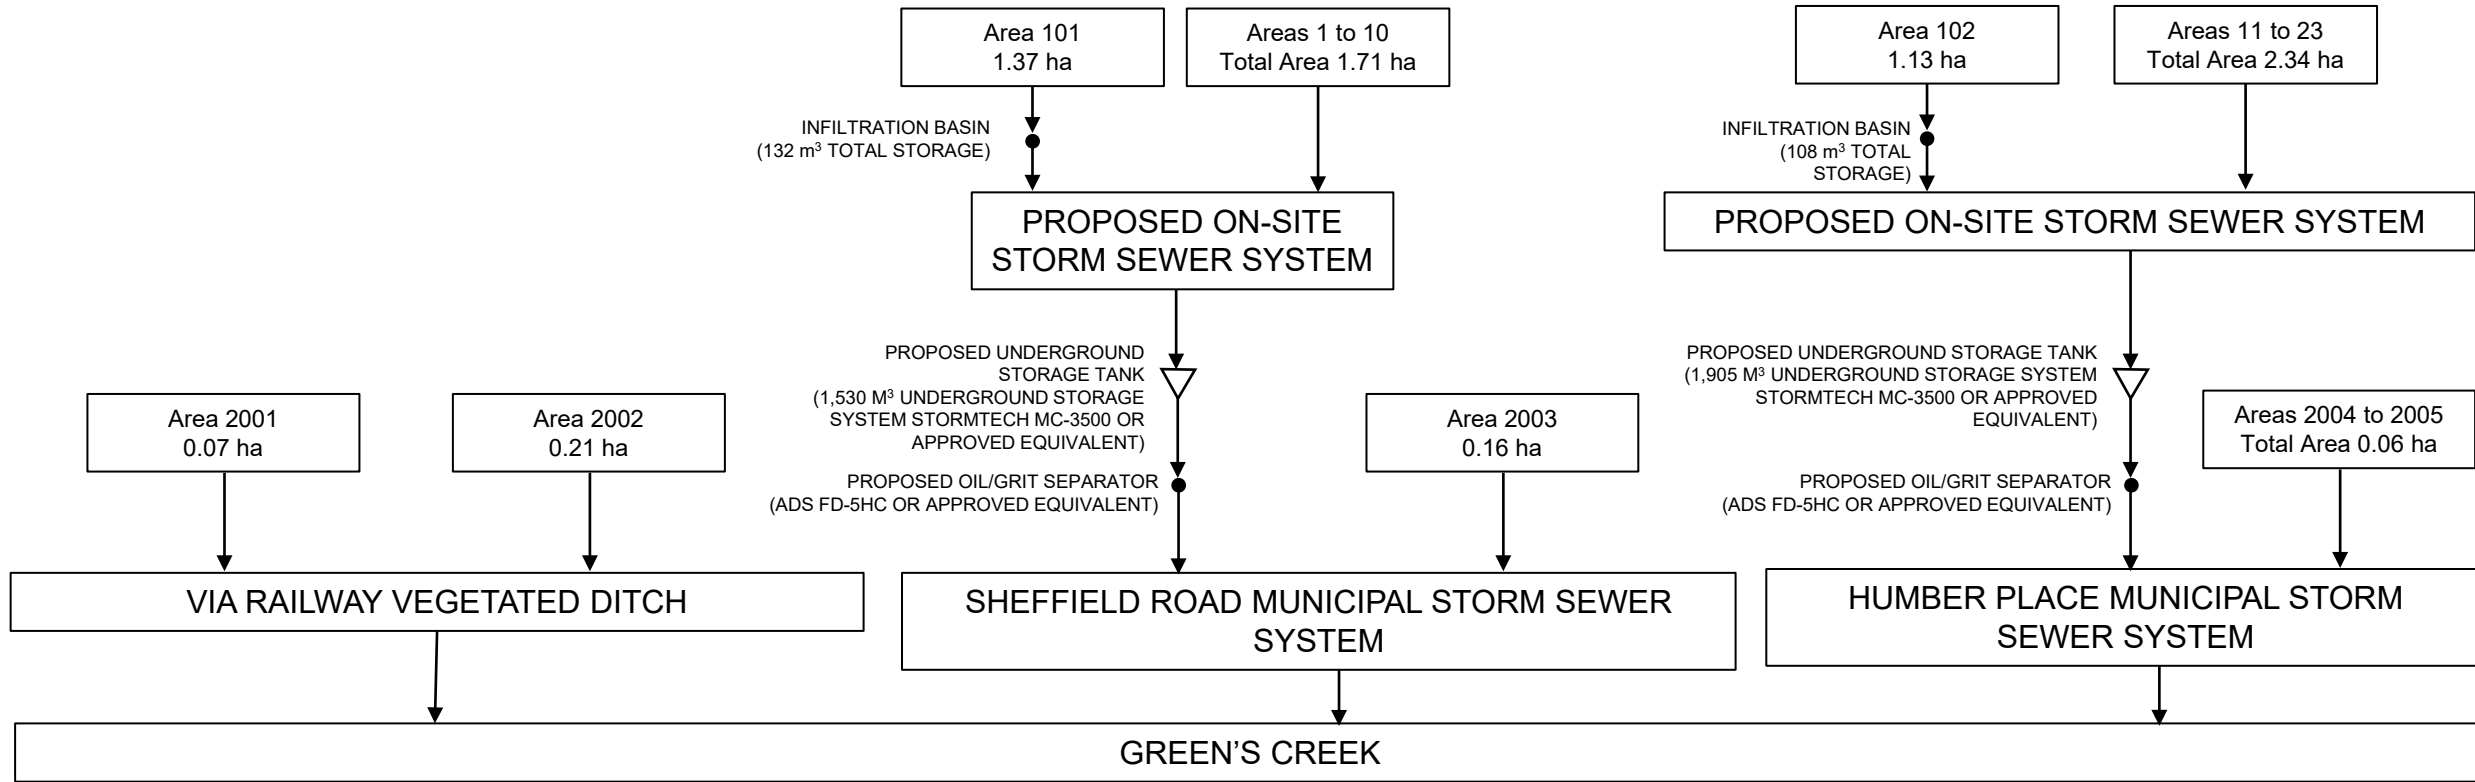 Area 101
1.37 ha
Areas 1 to 10
Total Area 1.71 ha
Area 102
1.13 ha
Areas 11 to 23
Total Area 2.34 ha
INFILTRATION BASIN
(132 m³ TOTAL STORAGE)
INFILTRATION BASIN
(108 m³ TOTAL
STORAGE)
PROPOSED ON-SITE
STORM SEWER SYSTEM
PROPOSED ON-SITE STORM SEWER SYSTEM
PROPOSED UNDERGROUND
STORAGE TANK
(1,530 M³ UNDERGROUND STORAGE
SYSTEM STORMTECH MC-3500 OR
APPROVED EQUIVALENT)
PROPOSED UNDERGROUND STORAGE TANK
(1,905 M³ UNDERGROUND STORAGE SYSTEM
STORMTECH MC-3500 OR APPROVED
EQUIVALENT)
Area 2001
0.07 ha
Area 2002
0.21 ha
Area 2003
0.16 ha
Areas 2004 to 2005
Total Area 0.06 ha
PROPOSED OIL/GRIT SEPARATOR
(ADS FD-5HC OR APPROVED EQUIVALENT)
PROPOSED OIL/GRIT SEPARATOR
(ADS FD-5HC OR APPROVED EQUIVALENT)
VIA RAILWAY VEGETATED DITCH
SHEFFIELD ROAD MUNICIPAL STORM SEWER
SYSTEM
HUMBER PLACE MUNICIPAL STORM
SEWER SYSTEM
GREEN’S CREEK